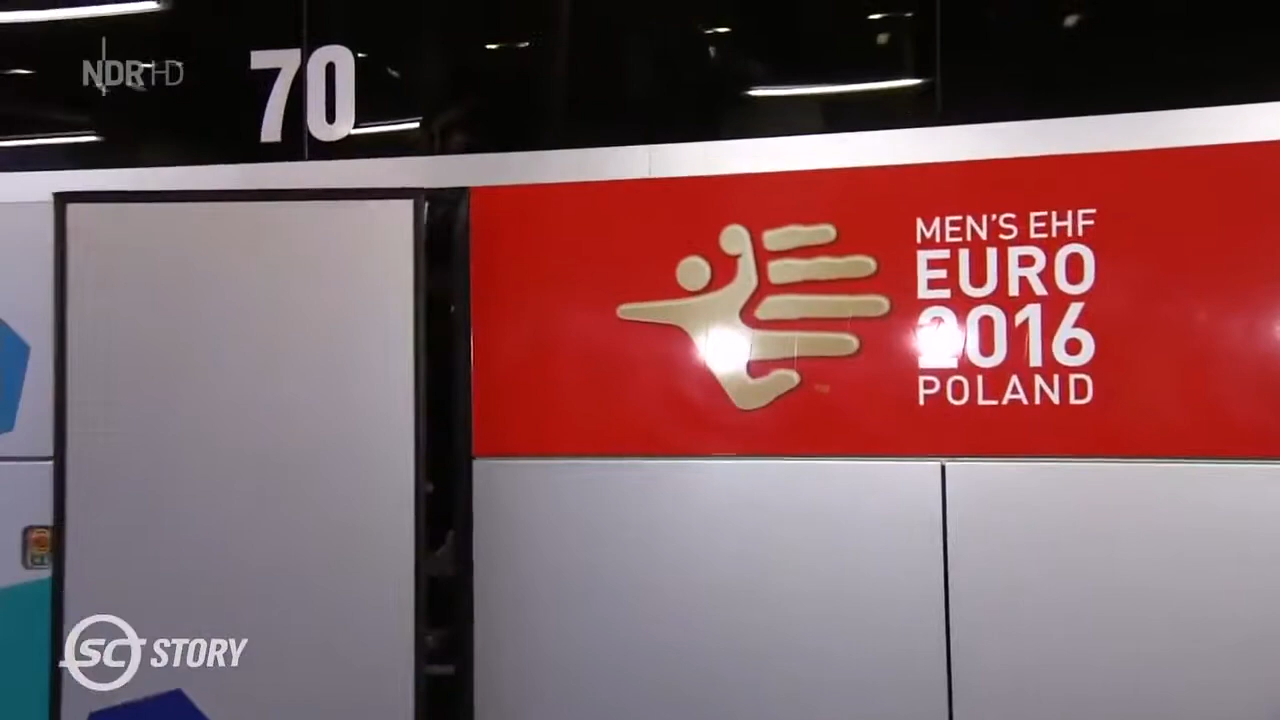 NDR HD
70
MEN'S EHF
EURO
2016
POLAND
SC STORY